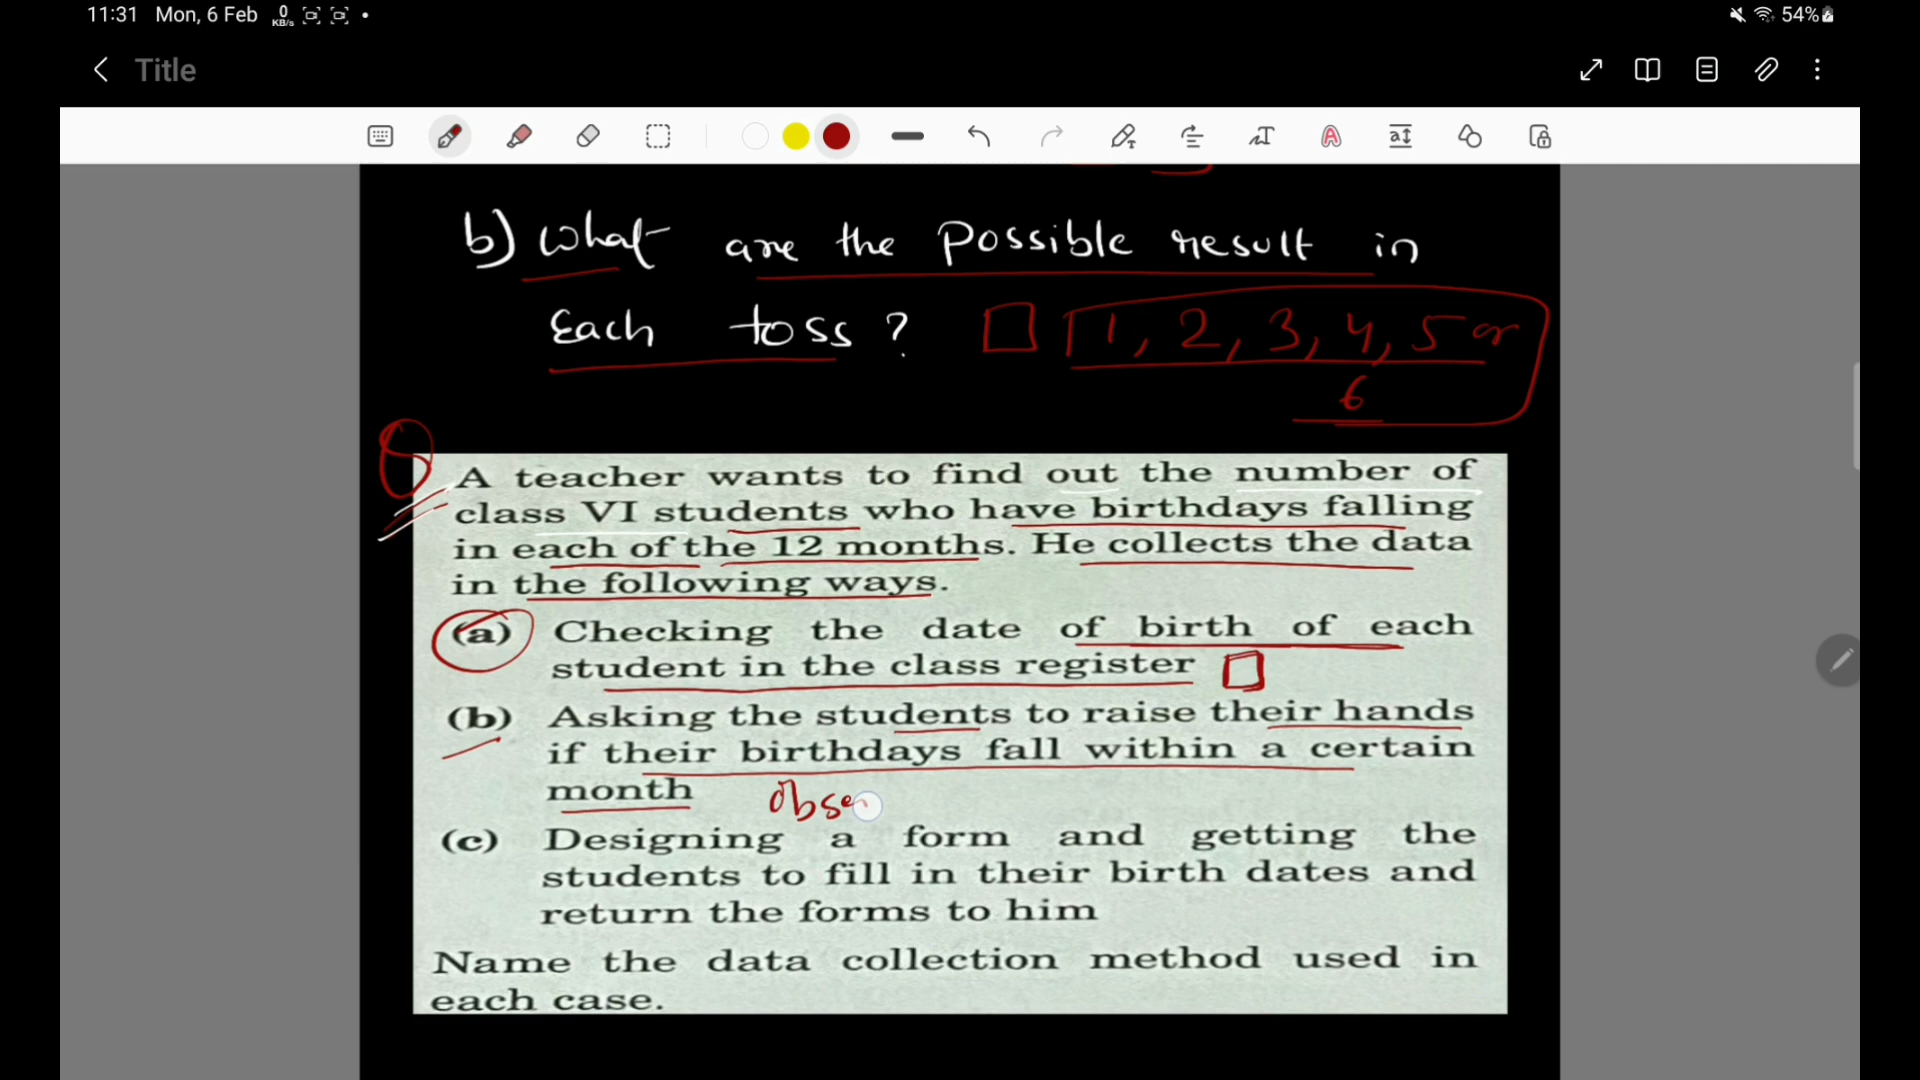 11:31 Mon, 6 Feb 0 KB/s 54%
Title
b) what are the possible result in
Each toss ? 1, 2, 3, 4, 5 or
6
A teacher wants to find out the number of
class VI students who have birthdays falling
in each of the 12 months. He collects the data
in the following ways.
(a) Checking the date of birth of each
student in the class register
(b) Asking the students to raise their hands
if their birthdays fall within a certain
month obse
(c) Designing a form and getting the
students to fill in their birth dates and
return the forms to him
Name the data collection method used in
each case.